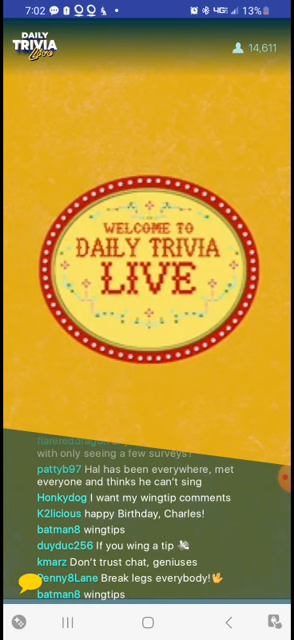 7:02
4G
13%
DAILY
TRIVIA
Live
14,611
WELCOME TO
DAILY TRIVIA
LIVE
with only seeing a few surveys!
pattyb97 Hal has been everywhere, met
everyone and thinks he can't sing
Honkydog I want my wingtip comments
K2licious happy Birthday, Charles!
batman8 wingtips
duyduc256 If you wing a tip
kmarz Don't trust chat, geniuses
Penny8Lane Break legs everybody!🖖
batman8 wingtips